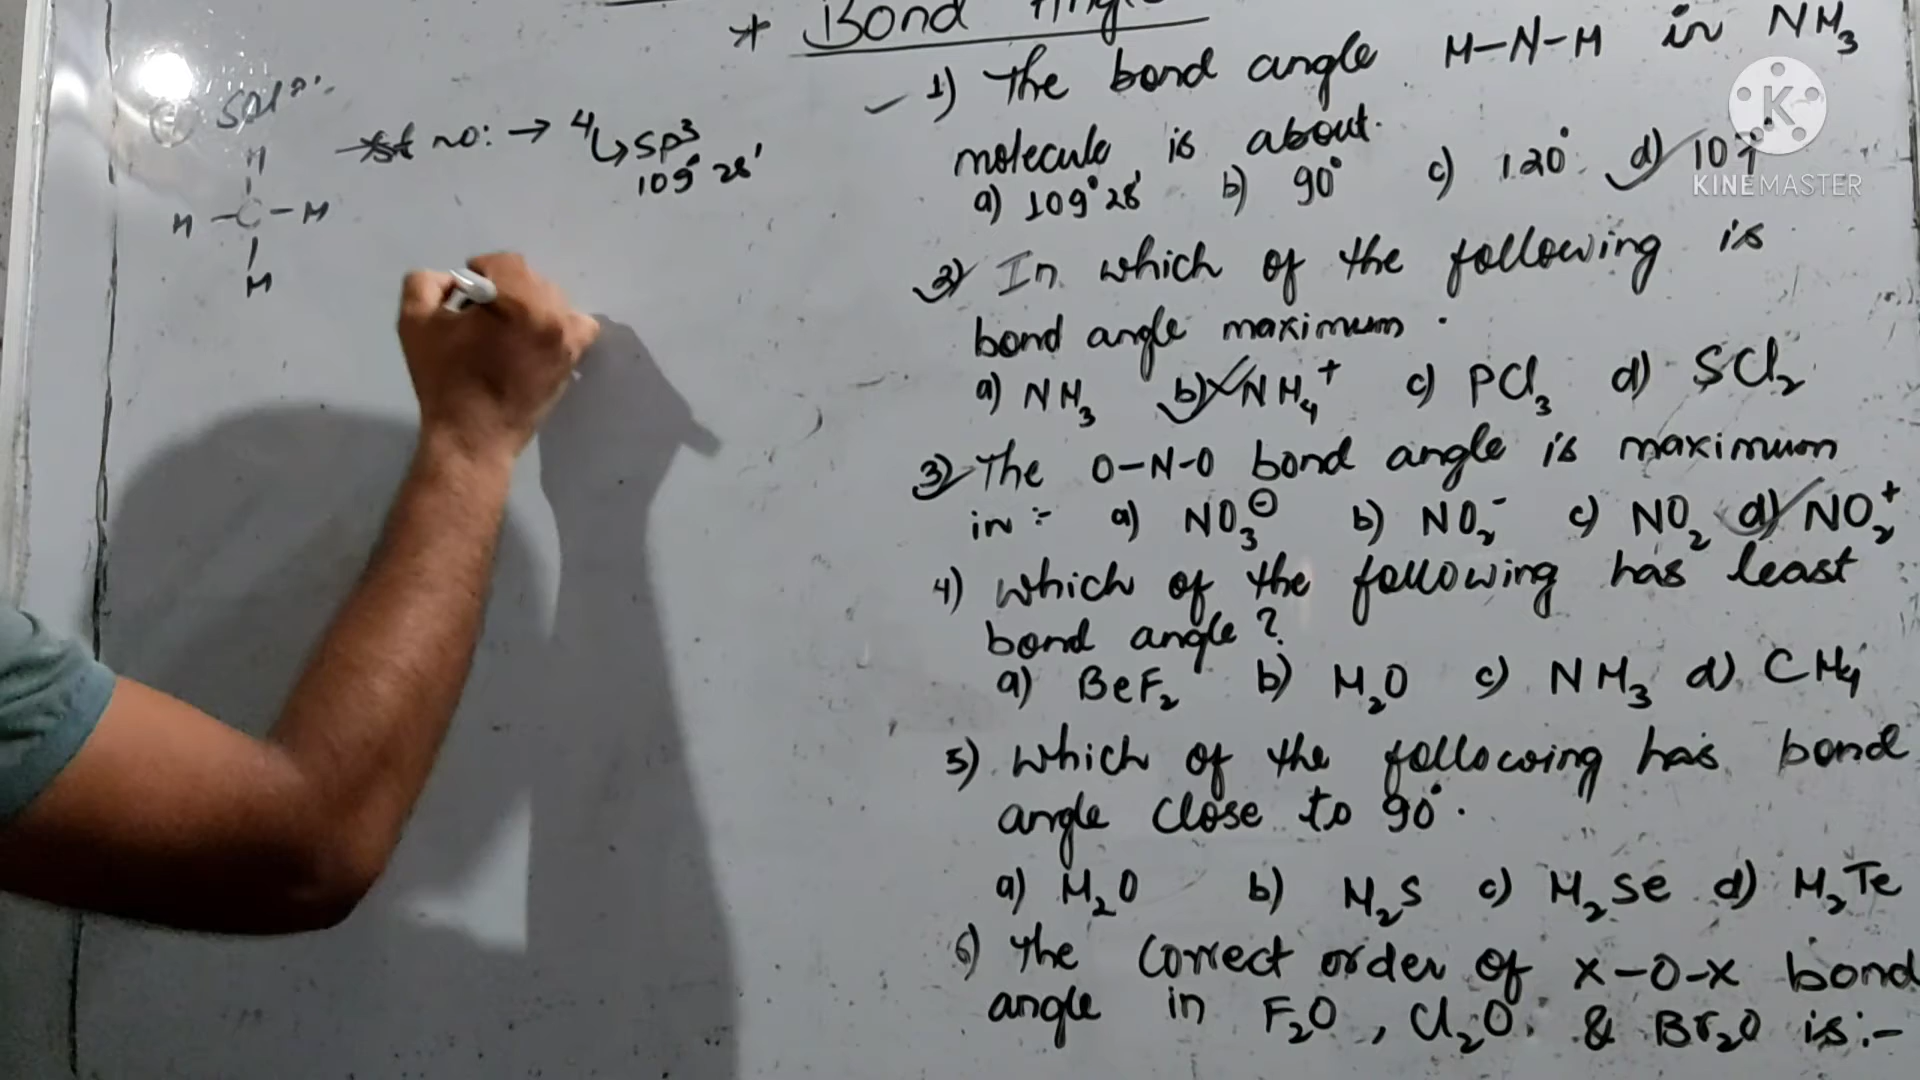 * Bond Angle
Soln:
H
H - C - H
H
st no: → 4
↳ sp3
109° 28'
1) The bond angle H-N-H in NH3
molecule is about.
a) 109° 28' b) 90° c) 120° d) 107°
K
KINEMASTER
2) In which of the following is
bond angle maximum.
a) NH3 b) NH4+ c) PCl3 d) SCl2
3) The O-N-O bond angle is maximum
in :- a) NO3⊖ b) NO2- c) NO2 d) NO2+
4) which of the following has least
bond angle?
a) BeF2 b) H2O c) NH3 d) CH4
5) which of the following has bond
angle close to 90°.
a) H2O b) H2S c) H2Se d) H2Te
6) The correct order of X-O-X bond
angle in F2O, Cl2O. & Br2O is:-